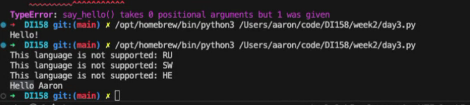 TypeError: say_hello() takes 0 positional arguments but 1 was given
DI158 git:(main) ✗ /opt/homebrew/bin/python3 /Users/aaron/code/DI158/week2/day3.py
Hello!
DI158 git:(main) ✗ /opt/homebrew/bin/python3 /Users/aaron/code/DI158/week2/day3.py
This language is not supported: RU
This language is not supported: SW
This language is not supported: HE
Hello Aaron
DI158 git:(main) ✗